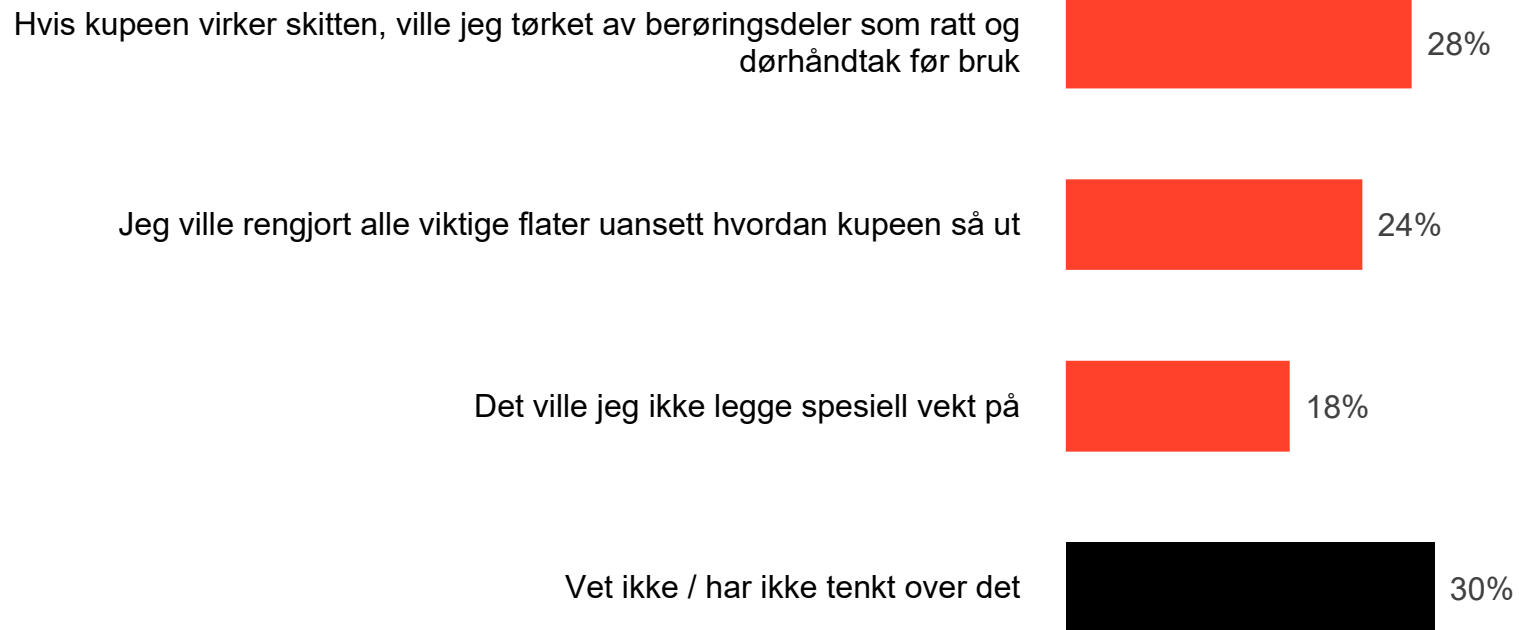 Hvis kupeen virker skitten, ville jeg tørket av berøringsdeler som ratt og
dørhåndtak før bruk
28%
Jeg ville rengjort alle viktige flater uansett hvordan kupeen så ut
24%
Det ville jeg ikke legge spesiell vekt på
18%
Vet ikke / har ikke tenkt over det
30%